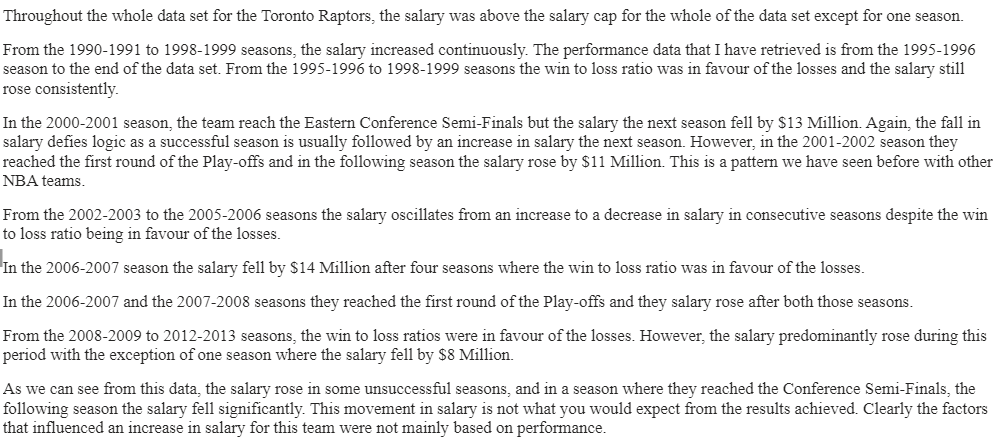 Throughout the whole data set for the Toronto Raptors, the salary was above the salary cap for the whole of the data set except for one season.
From the 1990-1991 to 1998-1999 seasons, the salary increased continuously. The performance data that I have retrieved is from the 1995-1996
season to the end of the data set. From the 1995-1996 to 1998-1999 seasons the win to loss ratio was in favour of the losses and the salary still
rose consistently.
In the 2000-2001 season, the team reach the Eastern Conference Semi-Finals but the salary the next season fell by $13 Million. Again, the fall in
salary defies logic as a successful season is usually followed by an increase in salary the next season. However, in the 2001-2002 season they
reached the first round of the Play-offs and in the following season the salary rose by $11 Million. This is a pattern we have seen before with other
NBA teams.
From the 2002-2003 to the 2005-2006 seasons the salary oscillates from an increase to a decrease in salary in consecutive seasons despite the win
to loss ratio being in favour of the losses.
In the 2006-2007 season the salary fell by $14 Million after four seasons where the win to loss ratio was in favour of the losses.
In the 2006-2007 and the 2007-2008 seasons they reached the first round of the Play-offs and they salary rose after both those seasons.
From the 2008-2009 to 2012-2013 seasons, the win to loss ratios were in favour of the losses. However, the salary predominantly rose during this
period with the exception of one season where the salary fell by $8 Million.
As we can see from this data, the salary rose in some unsuccessful seasons, and in a season where they reached the Conference Semi-Finals, the
following season the salary fell significantly. This movement in salary is not what you would expect from the results achieved. Clearly the factors
that influenced an increase in salary for this team were not mainly based on performance.